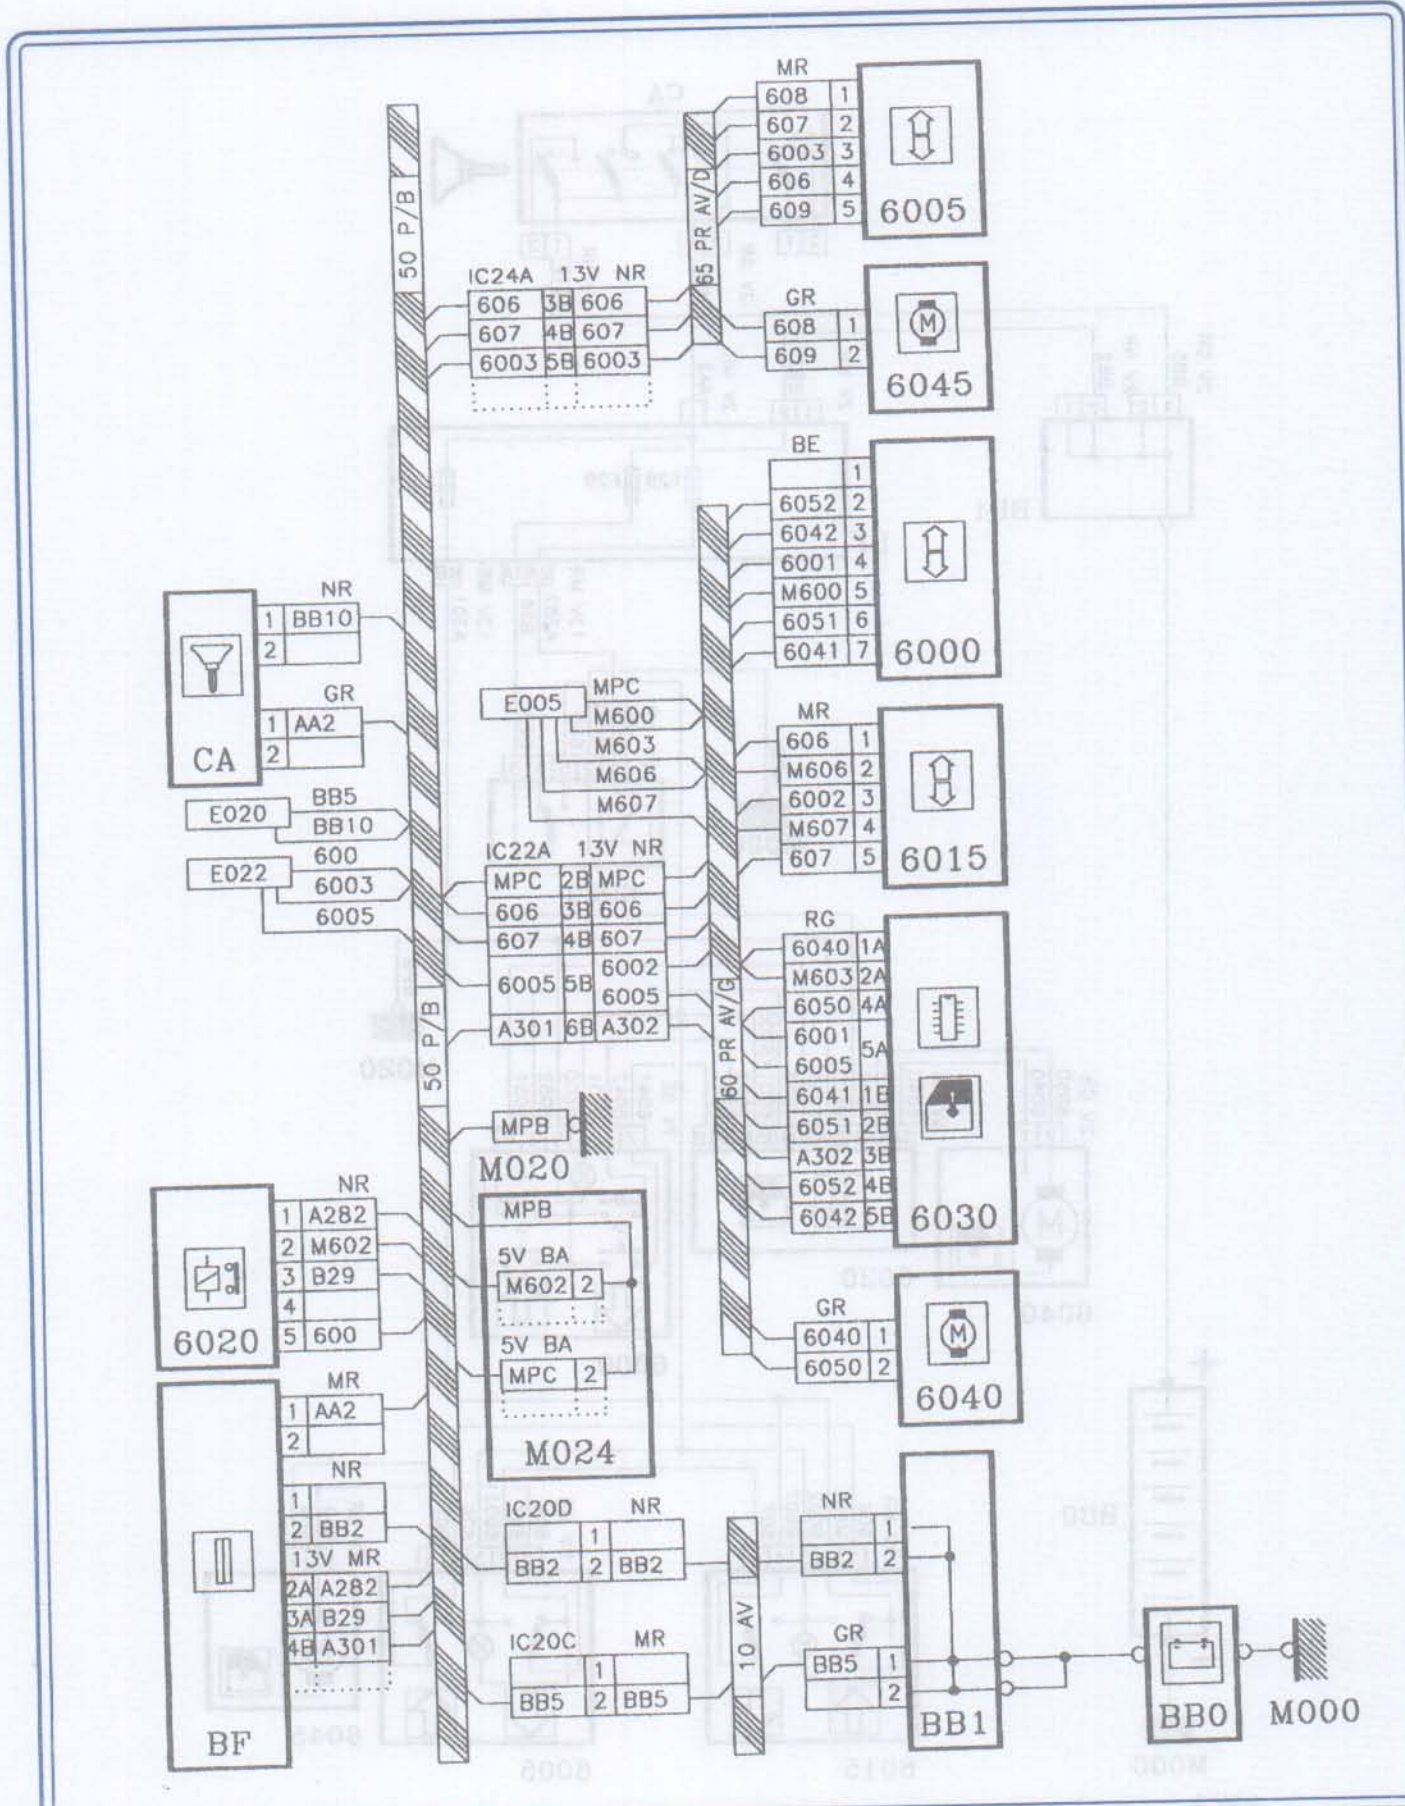 MR
608 1
607 2
6003 3
606 4
609 5
6005
50 P/B
65 PR AV/D
IC24A 13V NR
606 3B 606
607 4B 607
6003 5B 6003
GR
608 1
609 2
6045
BE
1
6052 2
6042 3
6001 4
M600 5
6051 6
6041 7
6000
NR
1 BB10
2
GR
1 AA2
2
CA
E005
MPC
M600
M603
M606
M607
MR
606 1
M606 2
6002 3
M607 4
607 5
6015
E020
BB5
BB10
E022
600
6003
6005
IC22A 13V NR
MPC 2B MPC
606 3B 606
607 4B 607
6005 5B 6002
6005
A301 6B A302
50 P/B
60 PR AV/G
RG
6040 1A
M603 2A
6050 4A
6001
6005 5A
6041 1B
6051 2B
A302 3B
6052 4B
6042 5B
6030
MPB
M020
NR
1 A282
2 M602
3 B29
4
5 600
6020
MPB
5V BA
M602 2
5V BA
MPC 2
M024
GR
6040 1
6050 2
M
6040
MR
1 AA2
2
NR
1
2 BB2
13V MR
2A A282
3A B29
4B A301
BF
IC20D NR
1
BB2 2 BB2
IC20C MR
1
BB5 2 BB5
10 AV
NR
1
BB2 2
GR
BB5 1
2
BB1
BB0
M000